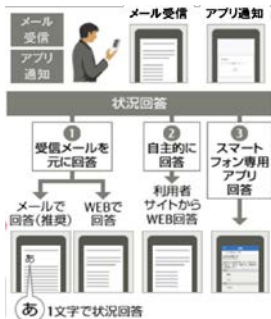 メール
受信
アプリ
通知
メール受信
アプリ通知
状況回答
1
受信メールを
元に回答
2
自主的に
回答
3
スマート
フォン専用
アプリ
回答
メールで
回答(推奨)
WEBで
回答
利用者
サイトから
WEB回答
あ
あ 1文字で状況回答